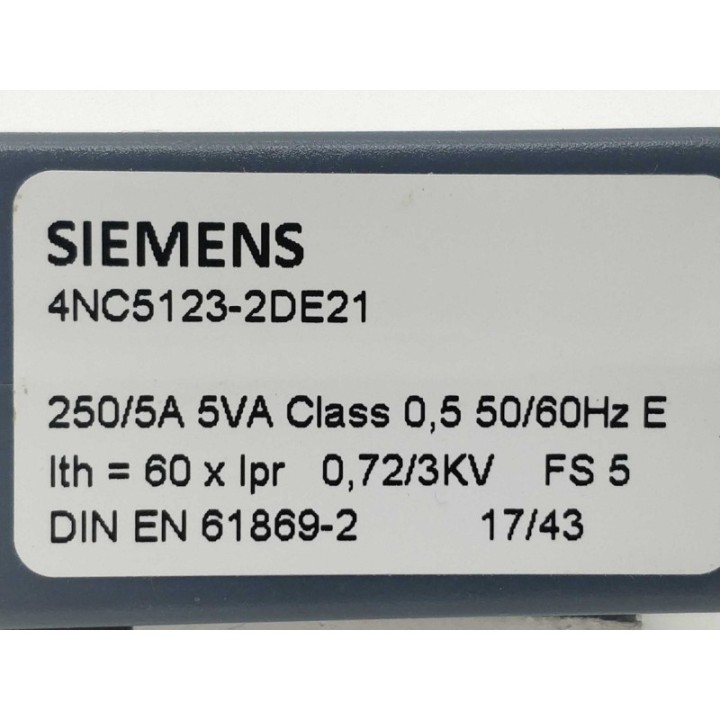 SIEMENS
4NC5123-2DE21
250/5A 5VA Class 0,5 50/60Hz E
Ith = 60 x Ipr 0,72/3KV FS 5
DIN EN 61869-2 17/43